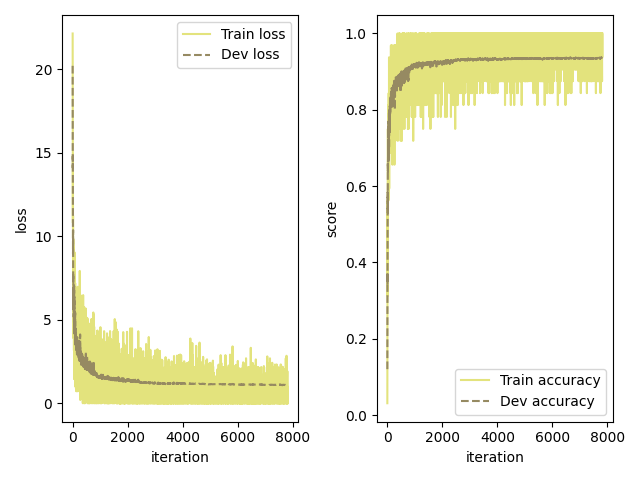 Train loss
Dev loss
20
15
10
5
0
loss
0 2000 4000 6000 8000
iteration
1.0
0.8
0.6
0.4
0.2
0.0
score
Train accuracy
Dev accuracy
0 2000 4000 6000 8000
iteration